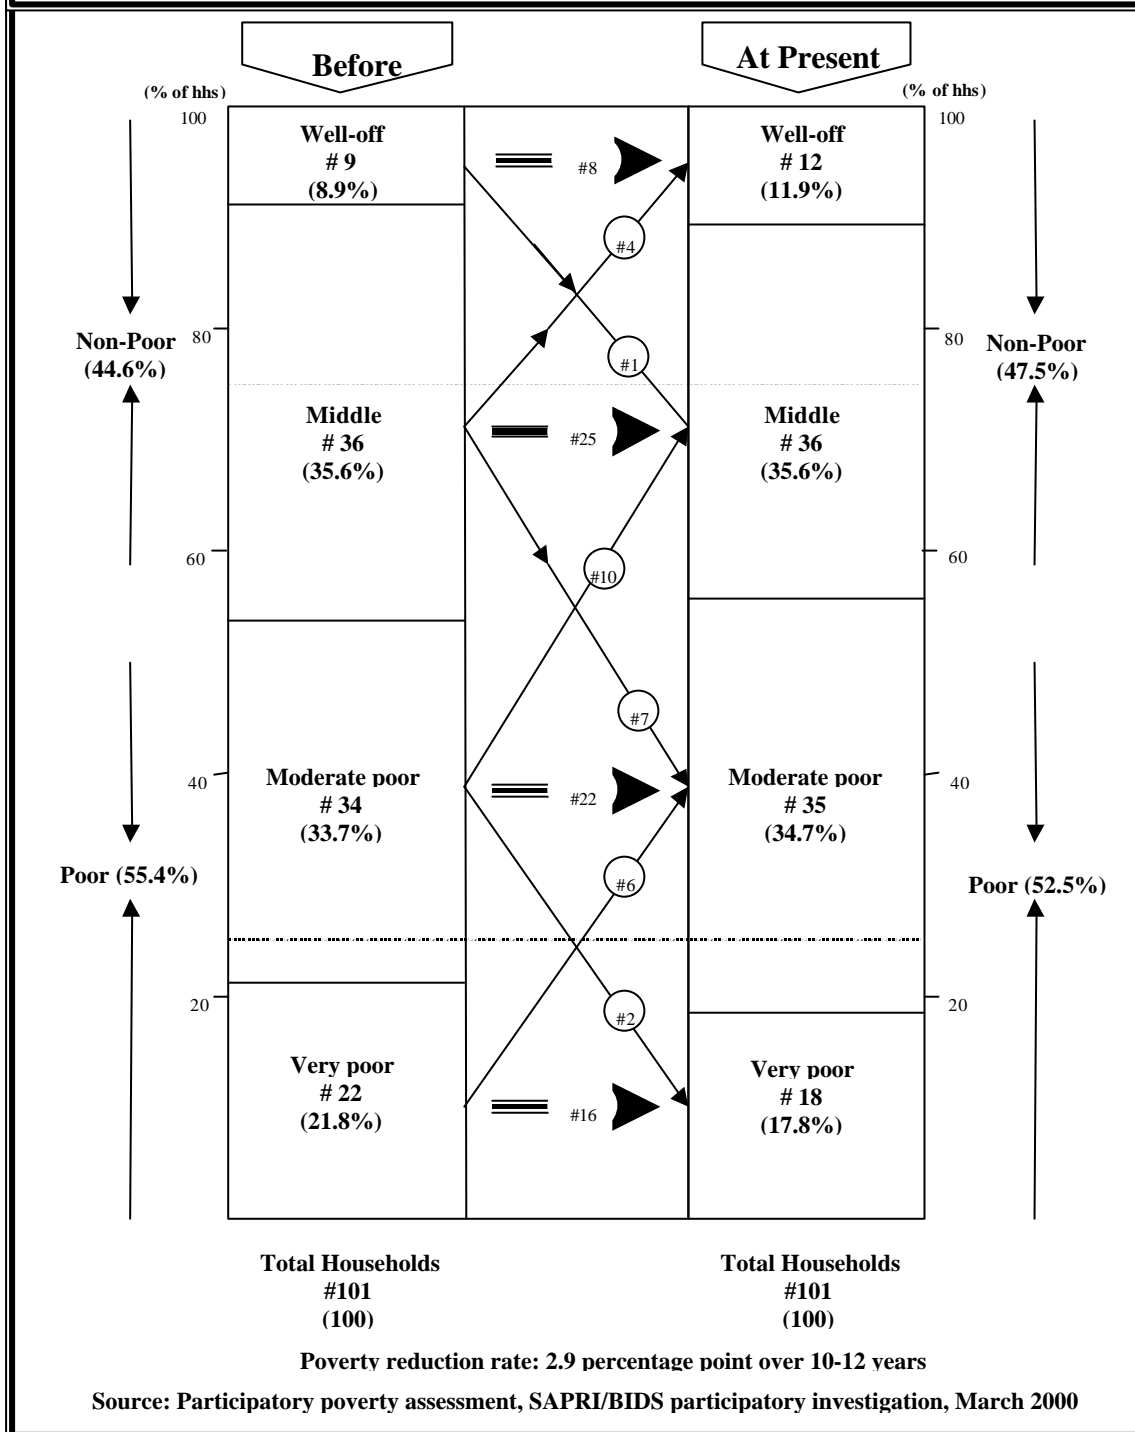 Before
At Present
(% of hhs)
(% of hhs)
100
100
Well-off
# 9
(8.9%)
#8
Well-off
# 12
(11.9%)
#4
Non-Poor
(44.6%)
80
80
Non-Poor
(47.5%)
#1
Middle
# 36
(35.6%)
#25
Middle
# 36
(35.6%)
60
60
#10
#7
Moderate poor
# 34
(33.7%)
40
#22
Moderate poor
# 35
(34.7%)
40
Poor (55.4%)
#6
Poor (52.5%)
20
20
#2
Very poor
# 22
(21.8%)
#16
Very poor
# 18
(17.8%)
Total Households
#101
(100)
Total Households
#101
(100)
Poverty reduction rate: 2.9 percentage point over 10-12 years
Source: Participatory poverty assessment, SAPRI/BIDS participatory investigation, March 2000